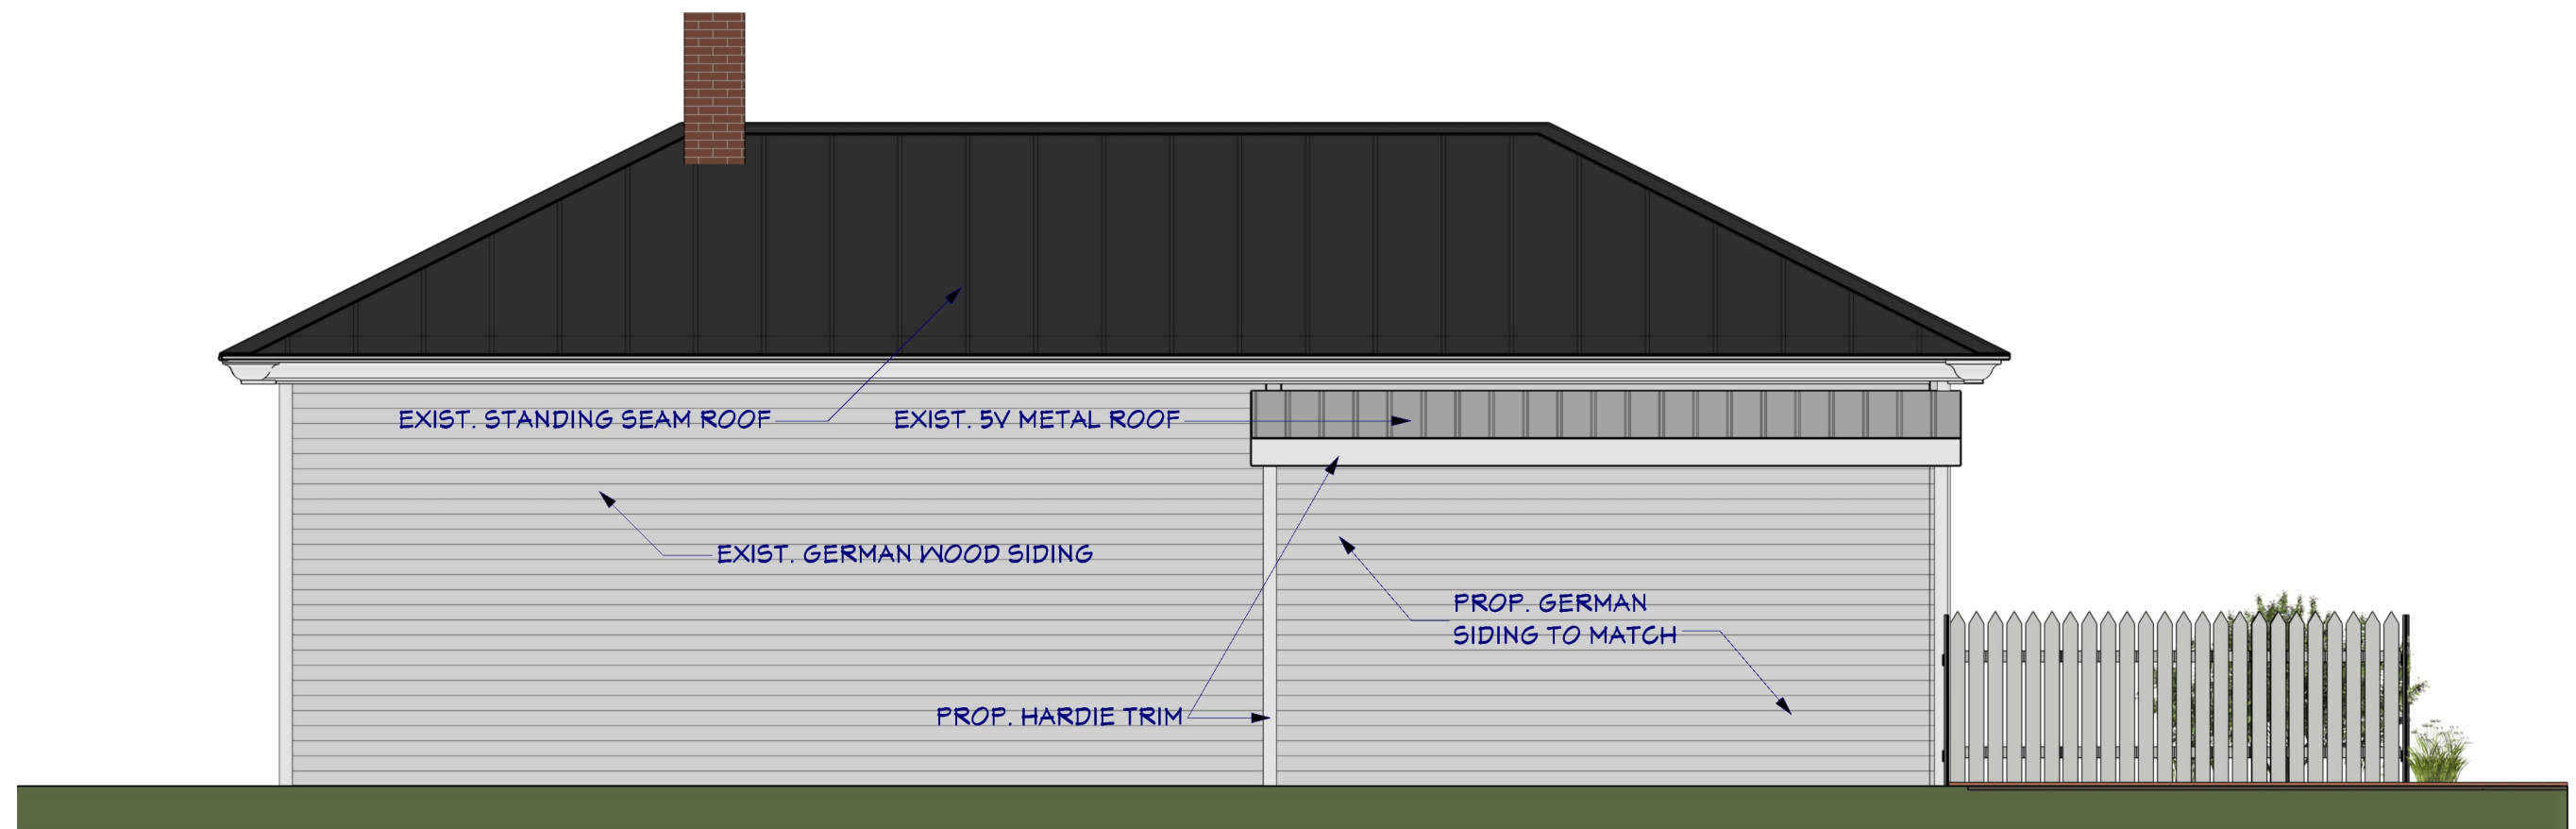 EXIST. STANDING SEAM ROOF
EXIST. 5V METAL ROOF
EXIST. GERMAN WOOD SIDING
PROP. GERMAN
SIDING TO MATCH
PROP. HARDIE TRIM